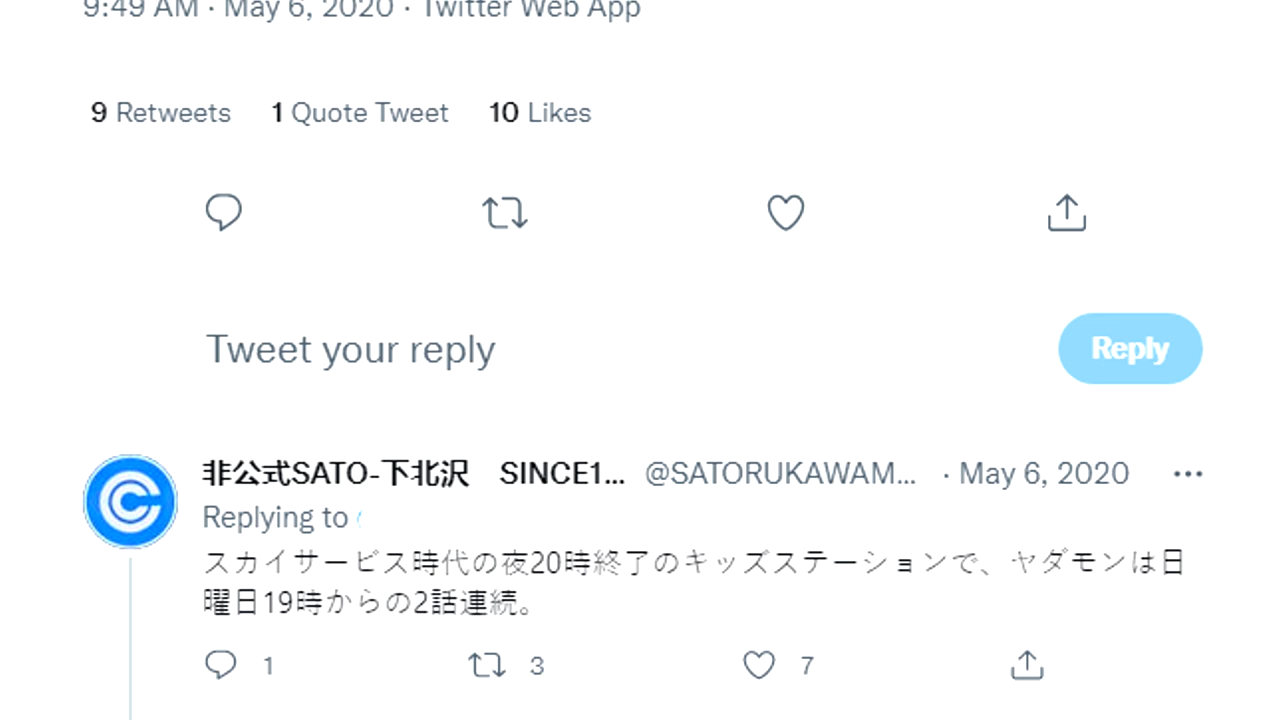 9:49 AM · May 6, 2020 · Twitter Web App
9 Retweets 1 Quote Tweet 10 Likes
Tweet your reply
Reply
非公式SATO-下北沢　SINCE1... @SATORUKAWAM... · May 6, 2020
Replying to
スカイサービス時代の夜20時終了のキッズステーションで、ヤダモンは日
曜日19時からの2話連続。
1 3 7